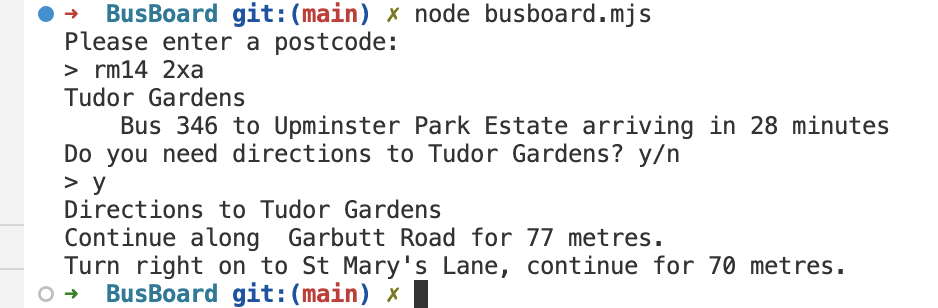 ➜  BusBoard git:(main) ✗ node busboard.mjs
Please enter a postcode:
> rm14 2xa
Tudor Gardens
    Bus 346 to Upminster Park Estate arriving in 28 minutes
Do you need directions to Tudor Gardens? y/n
> y
Directions to Tudor Gardens
Continue along  Garbutt Road for 77 metres.
Turn right on to St Mary's Lane, continue for 70 metres.
➜  BusBoard git:(main) ✗